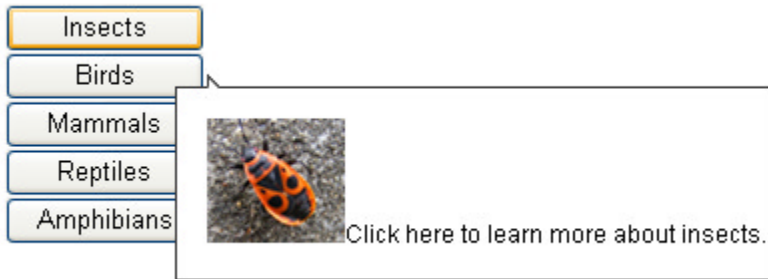 Insects
Birds
Mammals
Reptiles
Amphibians
Click here to learn more about insects.